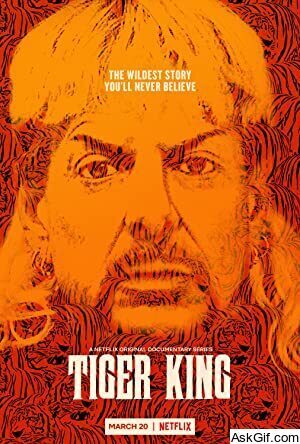 THE WILDEST STORY
YOU'LL NEVER BELIEVE
A NETFLIX ORIGINAL DOCUMENTARY SERIES
TIGER KING
MARCH 20 | NETFLIX
AskGif.com